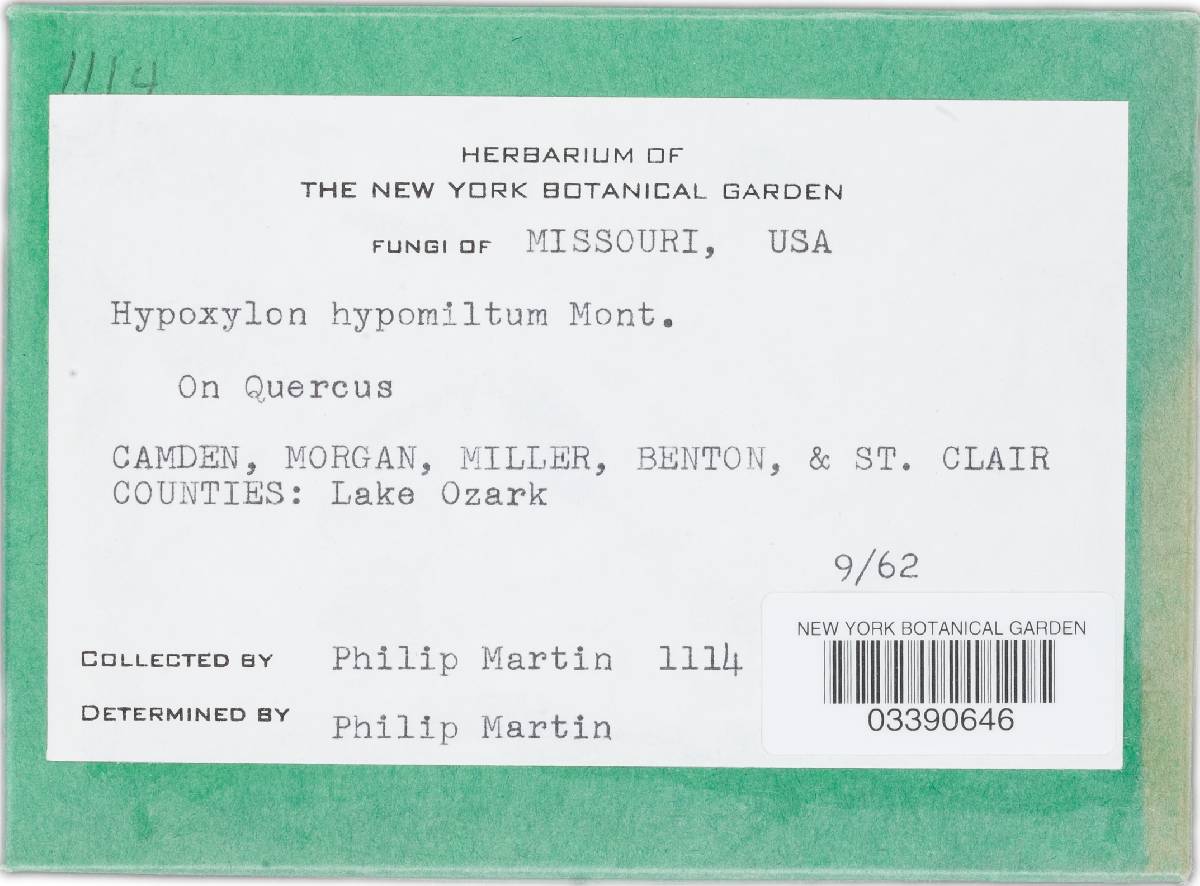 1114
HERBARIUM OF
THE NEW YORK BOTANICAL GARDEN
FUNGI OF MISSOURI, USA
Hypoxylon hypomiltum Mont.
On Quercus
CAMDEN, MORGAN, MILLER, BENTON, & ST. CLAIR
COUNTIES: Lake Ozark
9/62
COLLECTED BY Philip Martin 1114
DETERMINED BY Philip Martin
NEW YORK BOTANICAL GARDEN
03390646